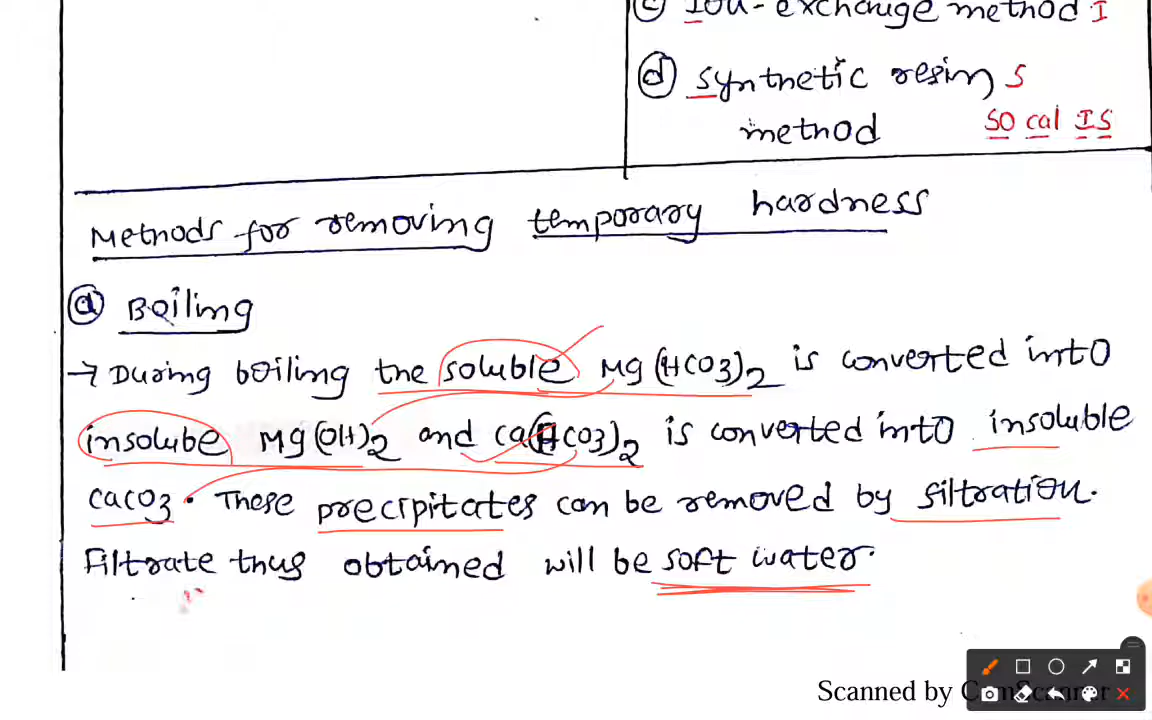 (c) Ion-exchange method I
(d) Synthetic resin S
method SO cal IS
Methods for removing temporary hardness
(a) Boiling
→ During boiling the soluble Mg(HCO3)2 is converted into
insolube Mg(OH)2 and ca(HCO3)2 is converted into insoluble
caco3. These precipitates can be removed by filtration.
Filtrate thus obtained will be soft water.
Scanned by CamScanner